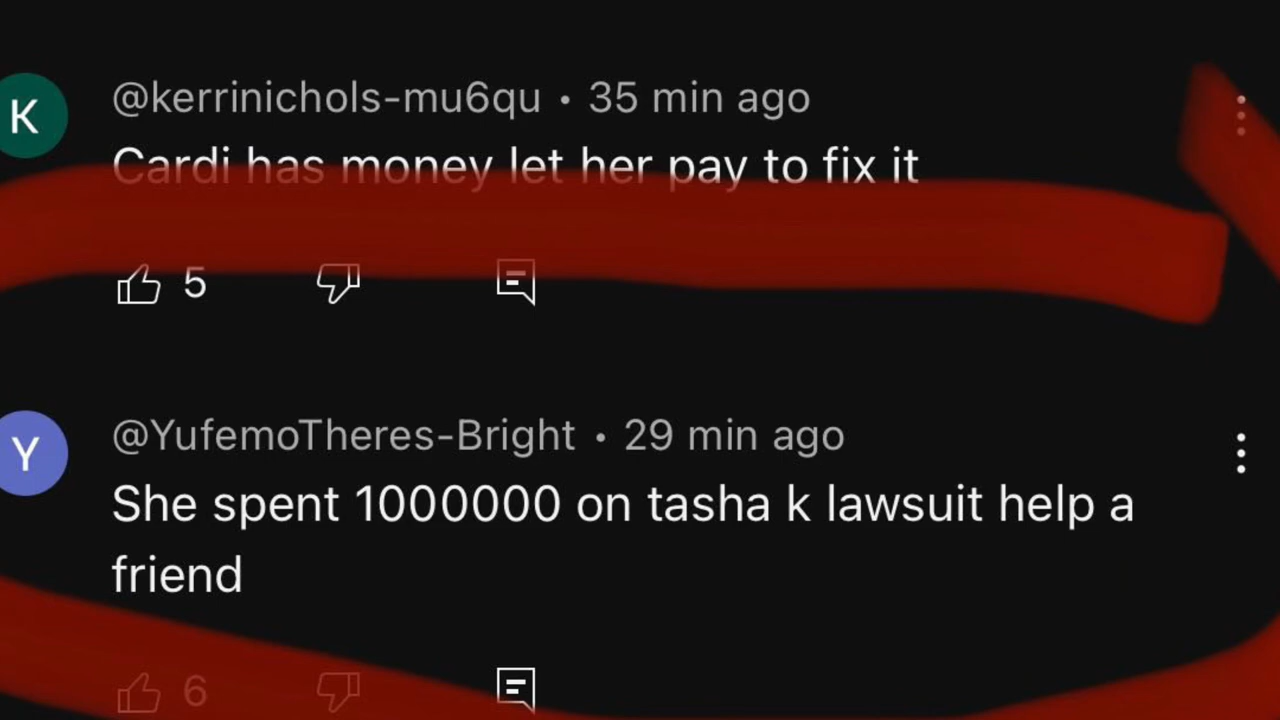 K
@kerrinichols-mu6qu • 35 min ago
Cardi has money let her pay to fix it
5
Y
@YufemoTheres-Bright • 29 min ago
She spent 1000000 on tasha k lawsuit help a
friend
6